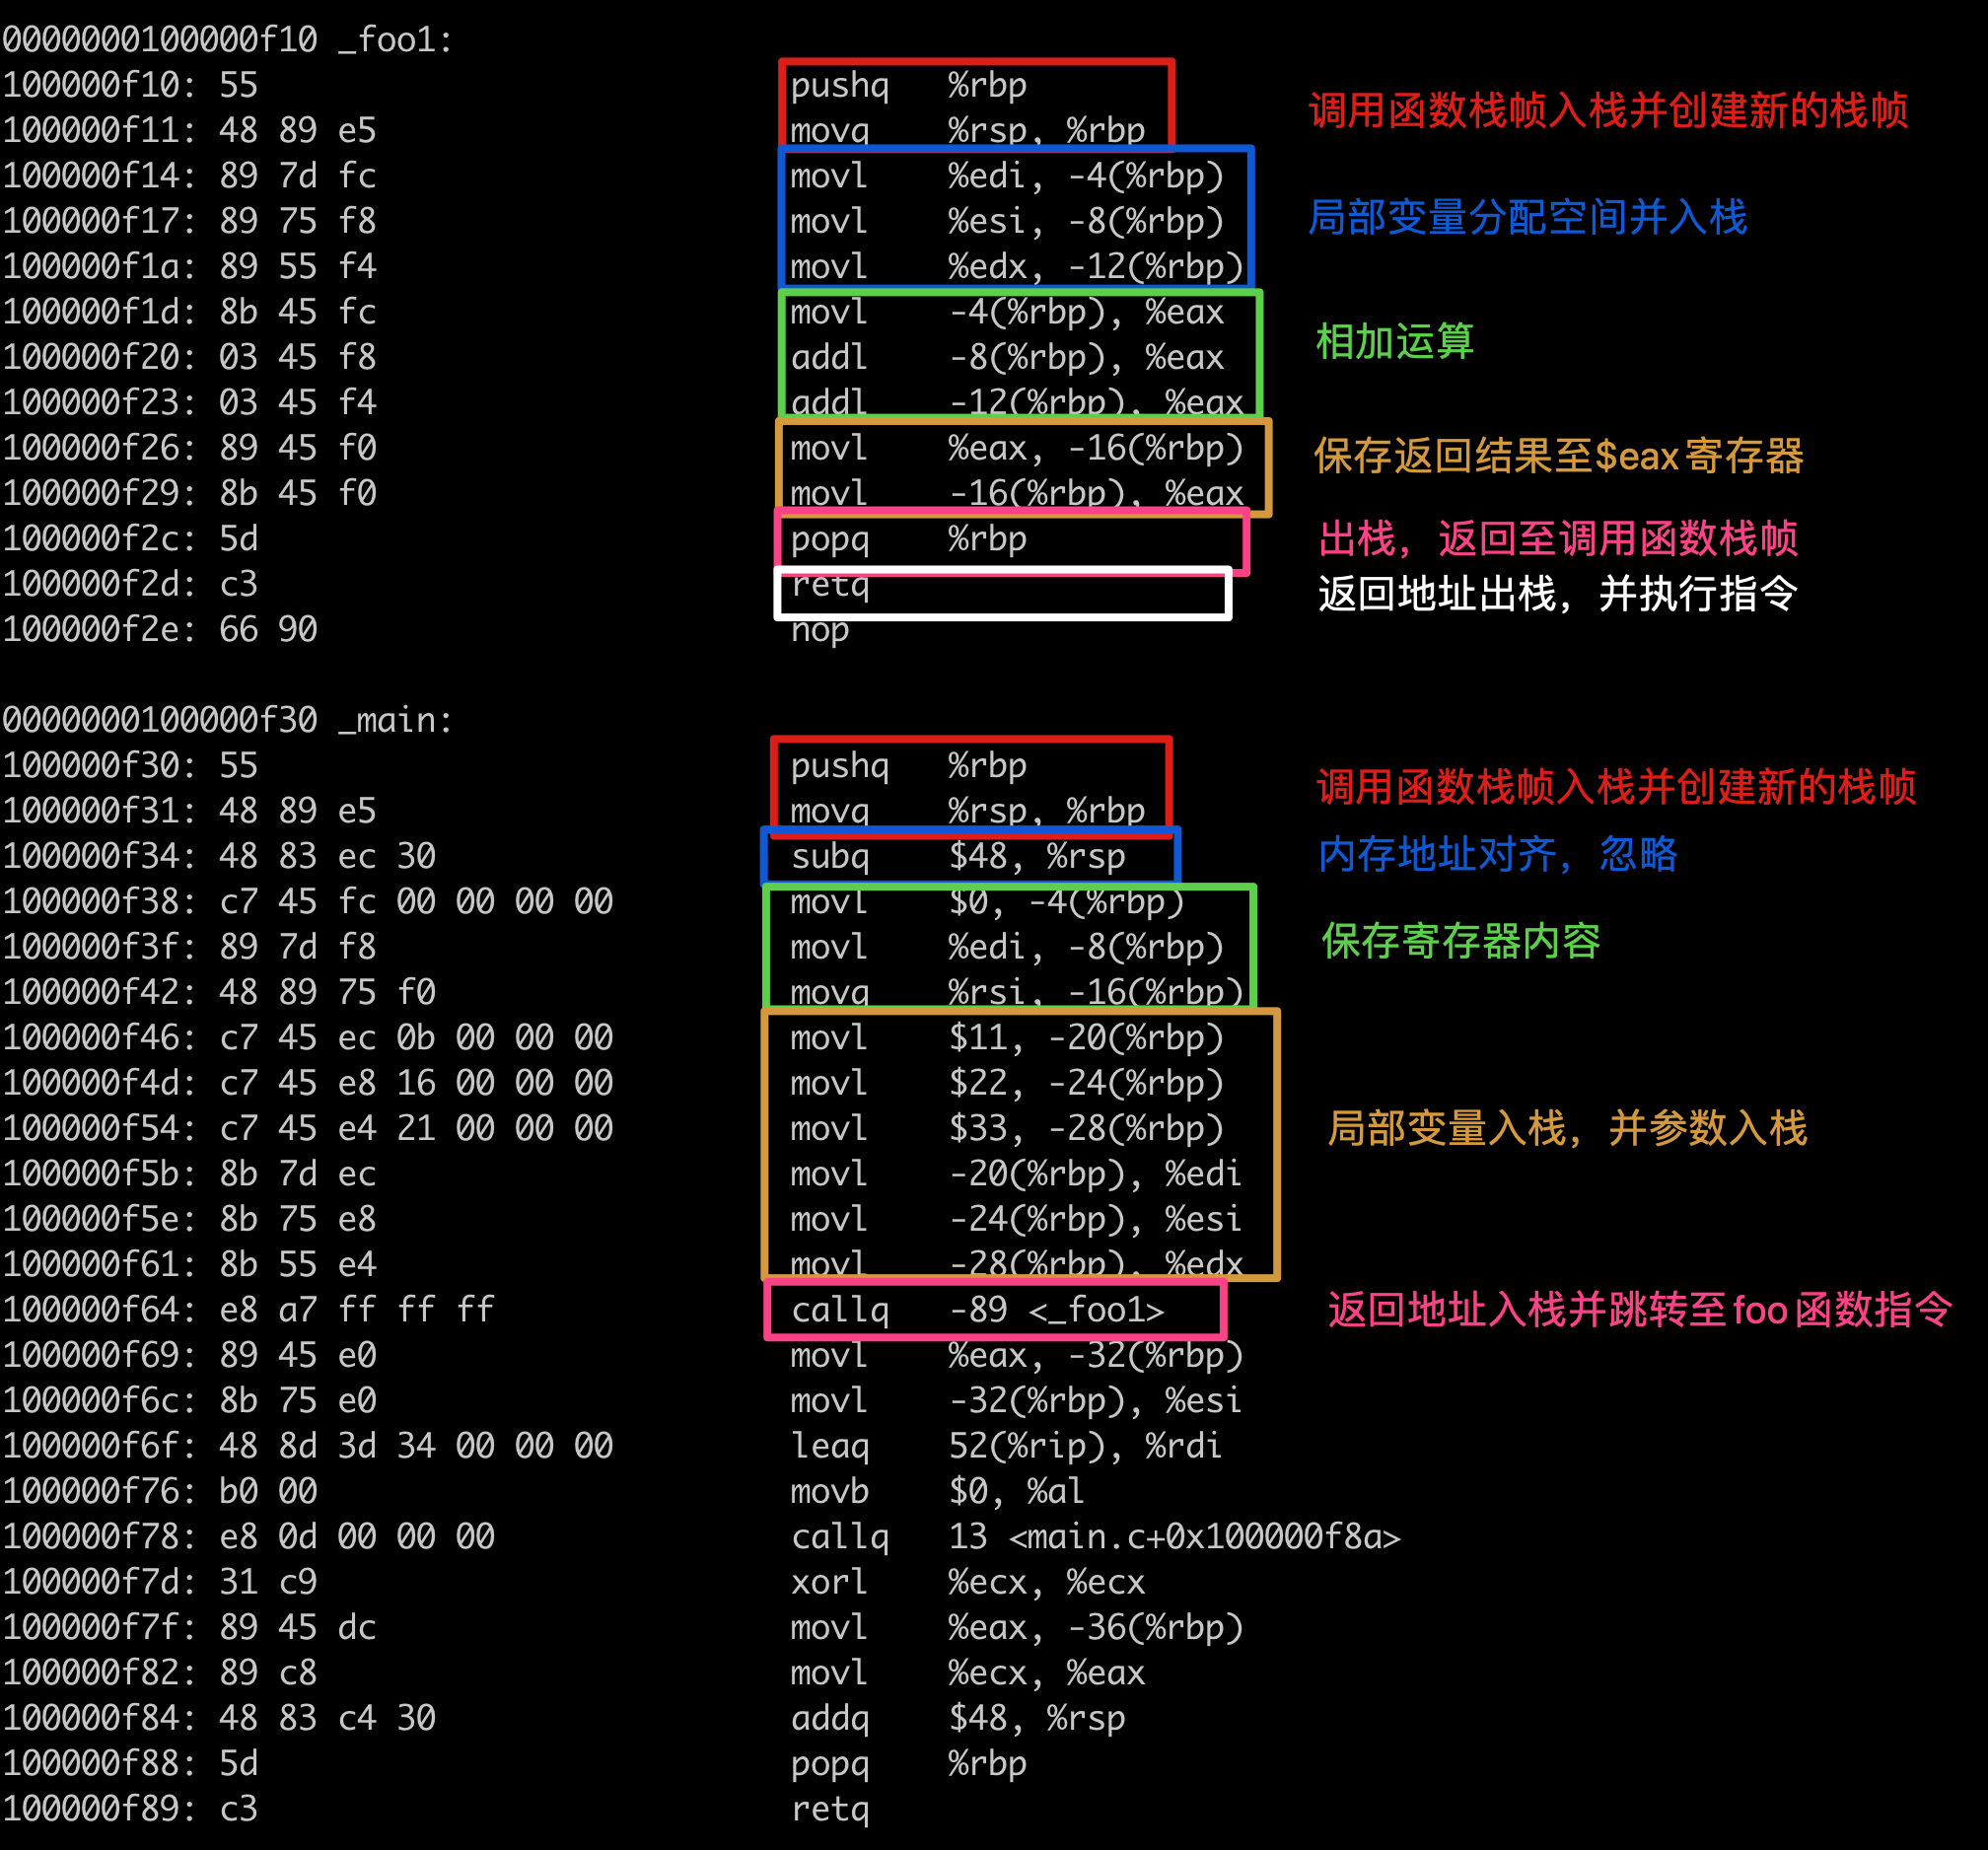 0000000100000f10 _foo1:
100000f10: 55 pushq %rbp
调用函数栈帧入栈并创建新的栈帧
100000f11: 48 89 e5 movq %rsp, %rbp
100000f14: 89 7d fc movl %edi, -4(%rbp)
100000f17: 89 75 f8 movl %esi, -8(%rbp) 局部变量分配空间并入栈
100000f1a: 89 55 f4 movl %edx, -12(%rbp)
100000f1d: 8b 45 fc movl -4(%rbp), %eax
相加运算
100000f20: 03 45 f8 addl -8(%rbp), %eax
100000f23: 03 45 f4 addl -12(%rbp), %eax
100000f26: 89 45 f0 movl %eax, -16(%rbp) 保存返回结果至$eax寄存器
100000f29: 8b 45 f0 movl -16(%rbp), %eax
100000f2c: 5d popq %rbp 出栈，返回至调用函数栈帧
100000f2d: c3 retq 返回地址出栈，并执行指令
100000f2e: 66 90 nop
0000000100000f30 _main:
100000f30: 55 pushq %rbp
调用函数栈帧入栈并创建新的栈帧
100000f31: 48 89 e5 movq %rsp, %rbp
100000f34: 48 83 ec 30 subq $48, %rsp 内存地址对齐，忽略
100000f38: c7 45 fc 00 00 00 00 movl $0, -4(%rbp)
100000f3f: 89 7d f8 movl %edi, -8(%rbp) 保存寄存器内容
100000f42: 48 89 75 f0 movq %rsi, -16(%rbp)
100000f46: c7 45 ec 0b 00 00 00 movl $11, -20(%rbp)
100000f4d: c7 45 e8 16 00 00 00 movl $22, -24(%rbp)
100000f54: c7 45 e4 21 00 00 00 movl $33, -28(%rbp) 局部变量入栈，并参数入栈
100000f5b: 8b 7d ec movl -20(%rbp), %edi
100000f5e: 8b 75 e8 movl -24(%rbp), %esi
100000f61: 8b 55 e4 movl -28(%rbp), %edx
100000f64: e8 a7 ff ff ff callq -89 <_foo1> 返回地址入栈并跳转至foo函数指令
100000f69: 89 45 e0 movl %eax, -32(%rbp)
100000f6c: 8b 75 e0 movl -32(%rbp), %esi
100000f6f: 48 8d 3d 34 00 00 00 leaq 52(%rip), %rdi
100000f76: b0 00 movb $0, %al
100000f78: e8 0d 00 00 00 callq 13 <main.c+0x100000f8a>
100000f7d: 31 c9 xorl %ecx, %ecx
100000f7f: 89 45 dc movl %eax, -36(%rbp)
100000f82: 89 c8 movl %ecx, %eax
100000f84: 48 83 c4 30 addq $48, %rsp
100000f88: 5d popq %rbp
100000f89: c3 retq